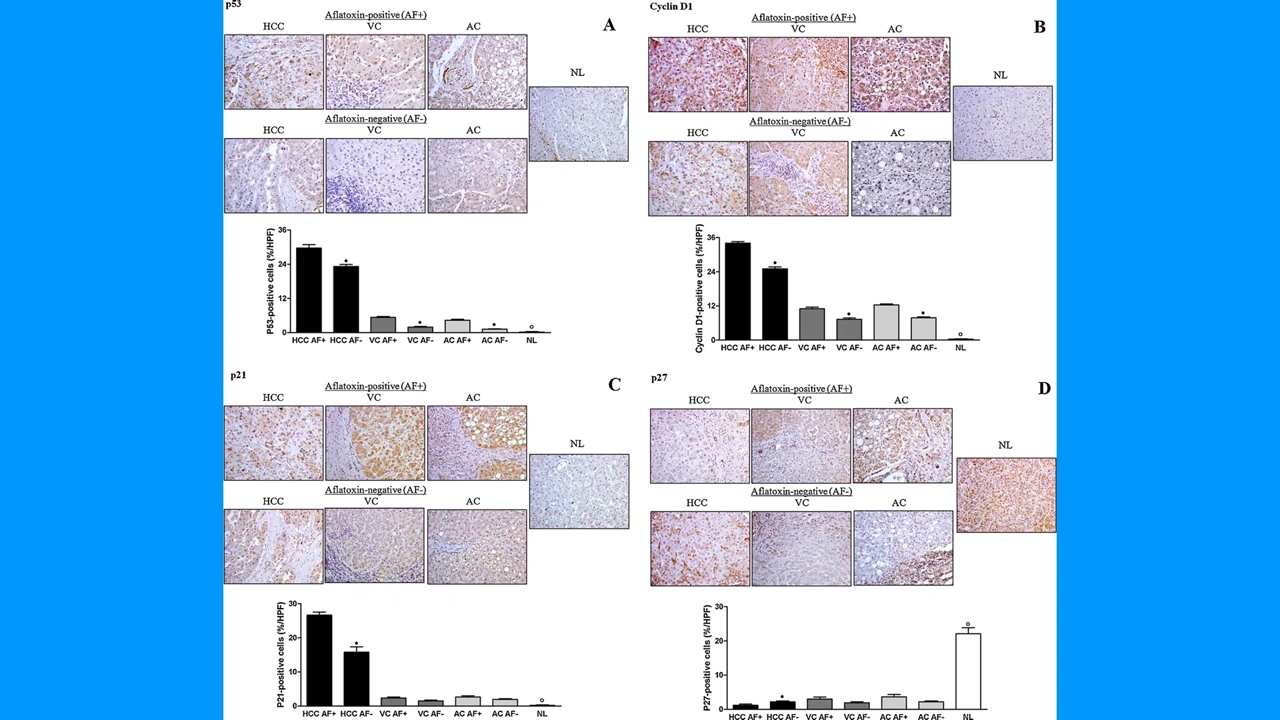 p53
Aflatoxin-positive (AF+)
HCC VC AC
A
NL
Aflatoxin-negative (AF-)
HCC VC AC
P53-positive cells (%/HPF)
36
24
12
0
HCC AF+ HCC AF- VC AF+ VC AF- AC AF+ AC AF- NL
Cyclin D1
Aflatoxin-positive (AF+)
HCC VC AC
B
NL
Aflatoxin-negative (AF-)
HCC VC AC
Cyclin D1-positive cells (%/HPF)
36
24
12
0
HCC AF+ HCC AF- VC AF+ VC AF- AC AF+ AC AF- NL
p21
Aflatoxin-positive (AF+)
HCC VC AC
C
NL
Aflatoxin-negative (AF-)
HCC VC AC
P21-positive cells (%/HPF)
30
20
10
0
HCC AF+ HCC AF- VC AF+ VC AF- AC AF+ AC AF- NL
p27
Aflatoxin-positive (AF+)
HCC VC AC
D
NL
Aflatoxin-negative (AF-)
HCC VC AC
P27-positive cells (%/HPF)
30
20
10
0
HCC AF+ HCC AF- VC AF+ VC AF- AC AF+ AC AF- NL